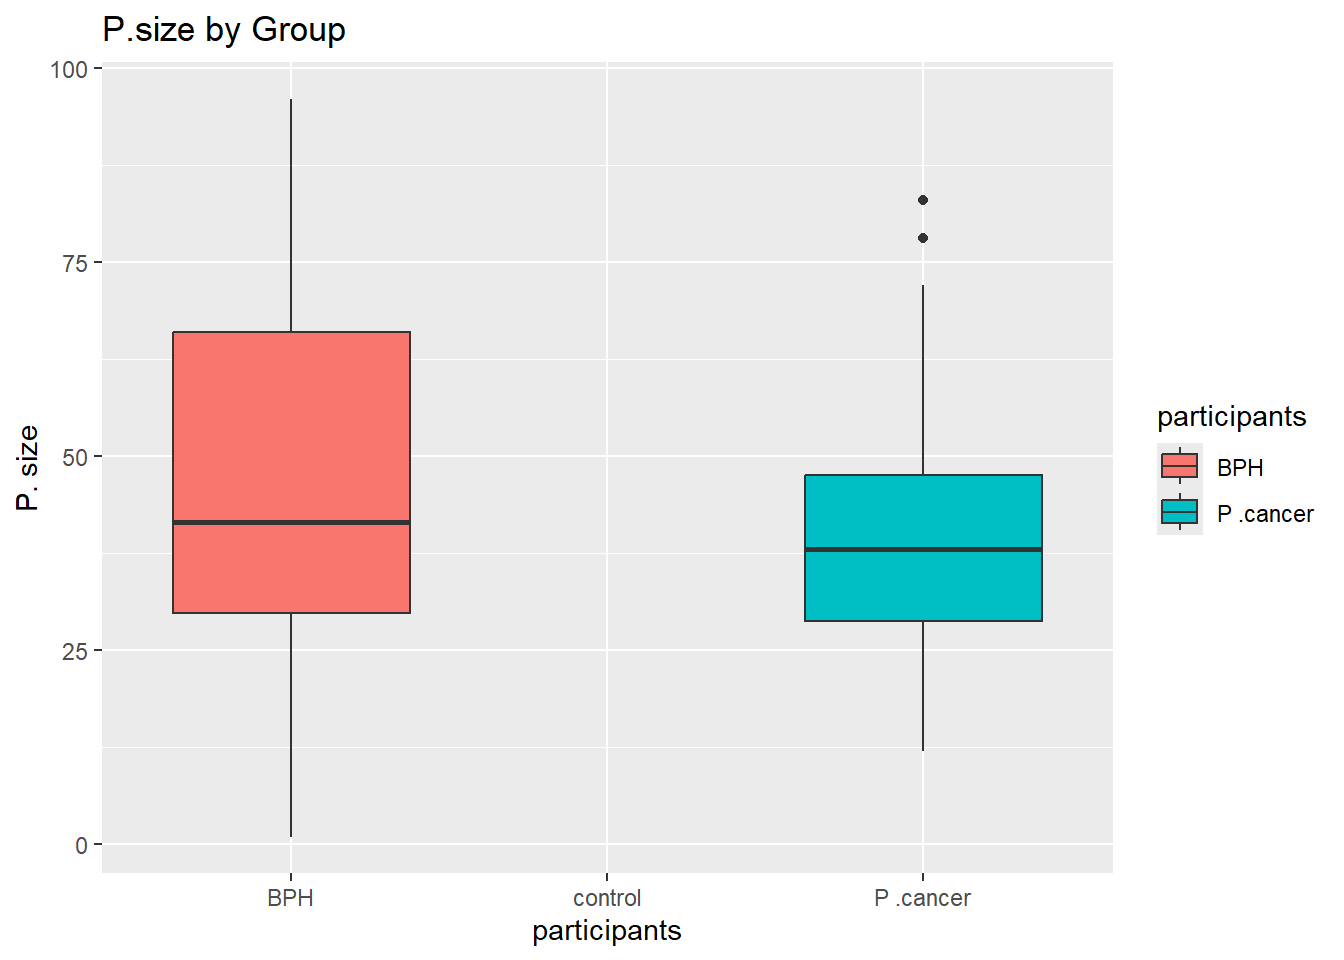 P.size by Group
100
75
50
25
0
P. size
BPH
control
P .cancer
participants
participants
BPH
P .cancer